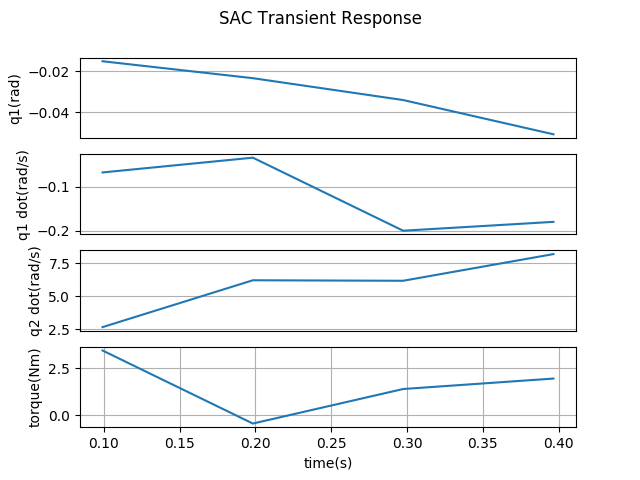 SAC Transient Response
q1(rad)
−0.02
−0.04
q1 dot(rad/s)
−0.1
−0.2
q2 dot(rad/s)
7.5
5.0
2.5
torque(Nm)
2.5
0.0
0.10 0.15 0.20 0.25 0.30 0.35 0.40
time(s)